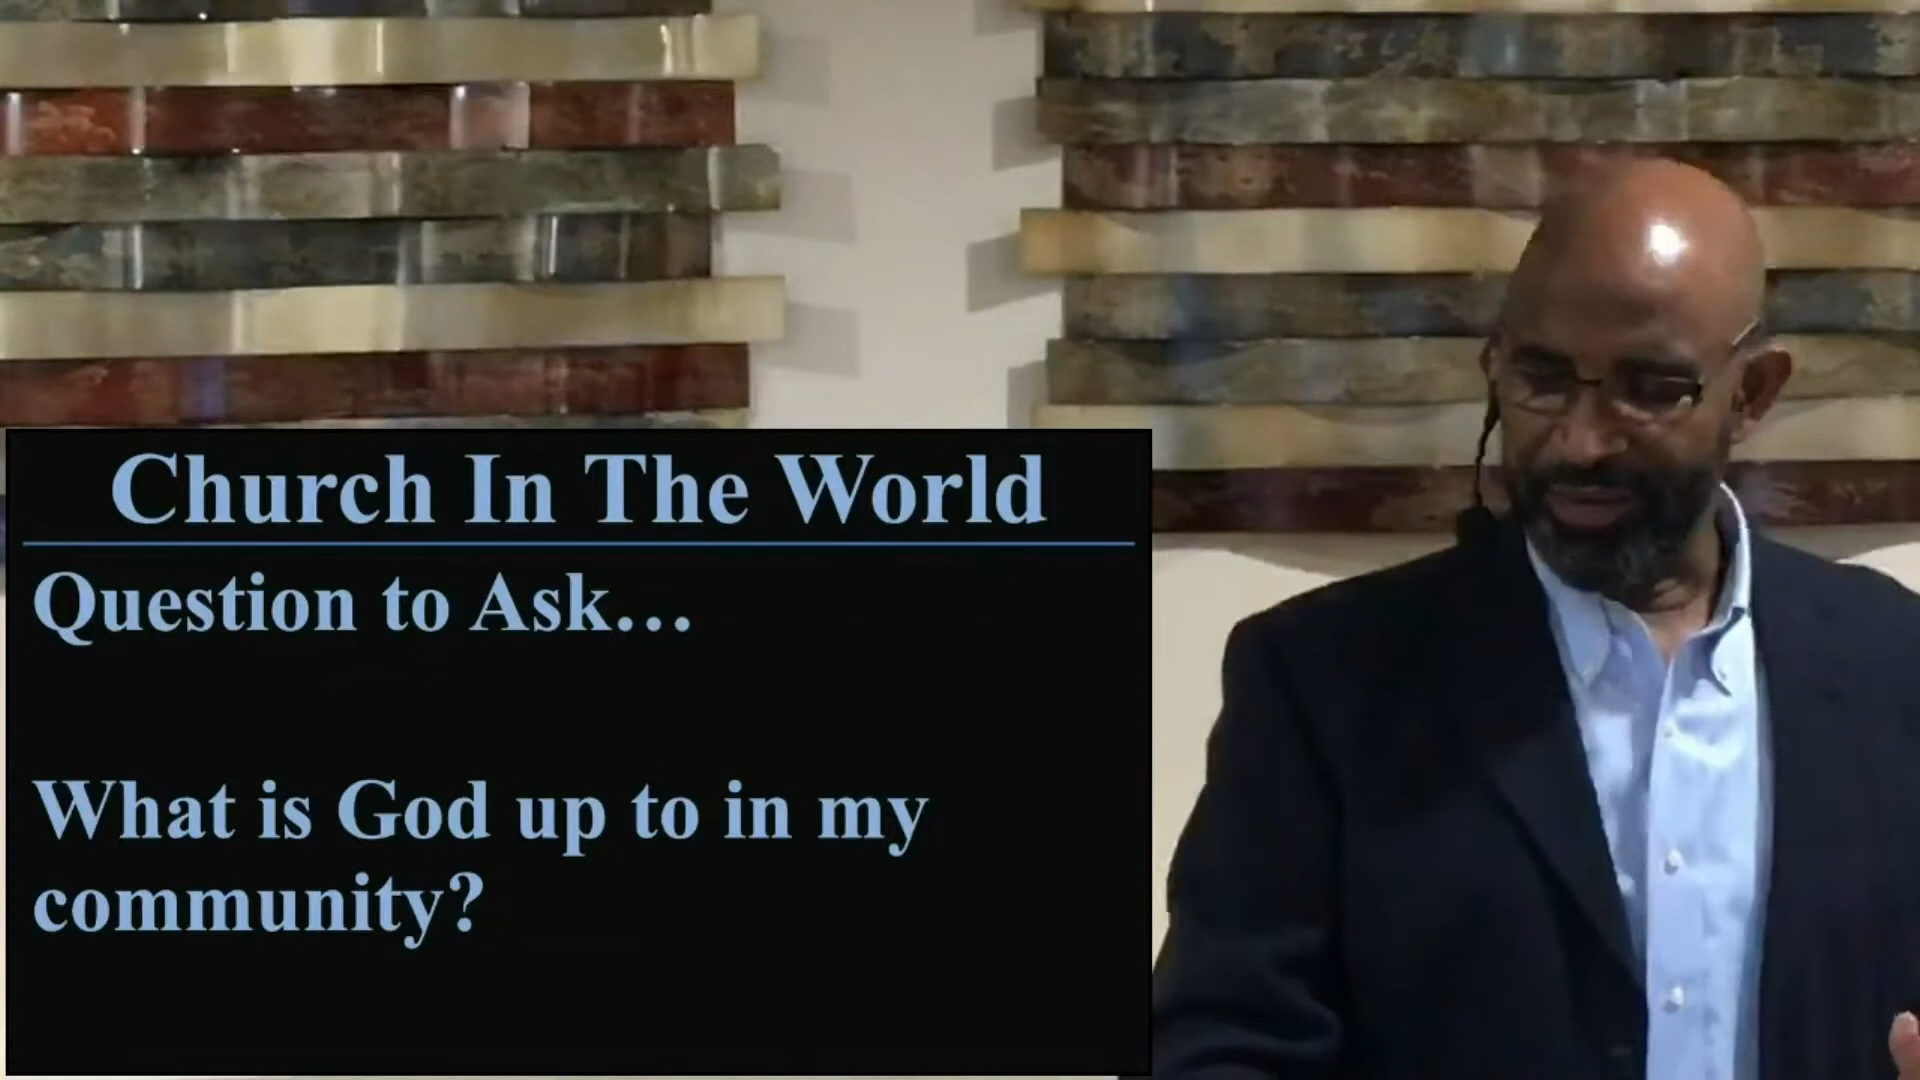 Church In The World
Question to Ask…
What is God up to in my
community?